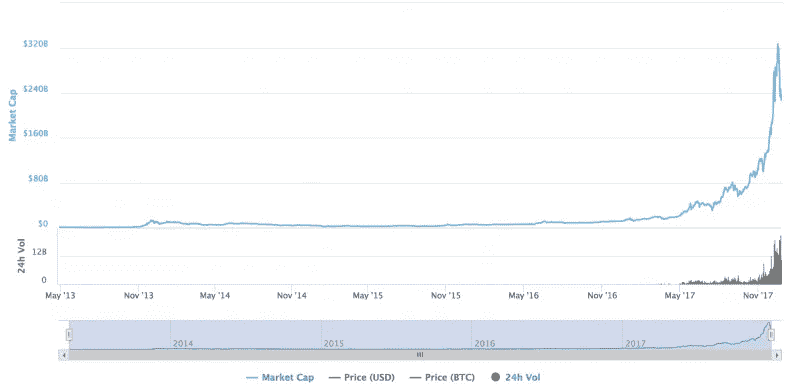 $320B
$240B
Market Cap
$160B
$80B
$0
24h Vol
12B
0
May '13 Nov '13 May '14 Nov '14 May '15 Nov '15 May '16 Nov '16 May '17 Nov '17
2014 2015 2016 2017
Market Cap Price (USD) Price (BTC) 24h Vol